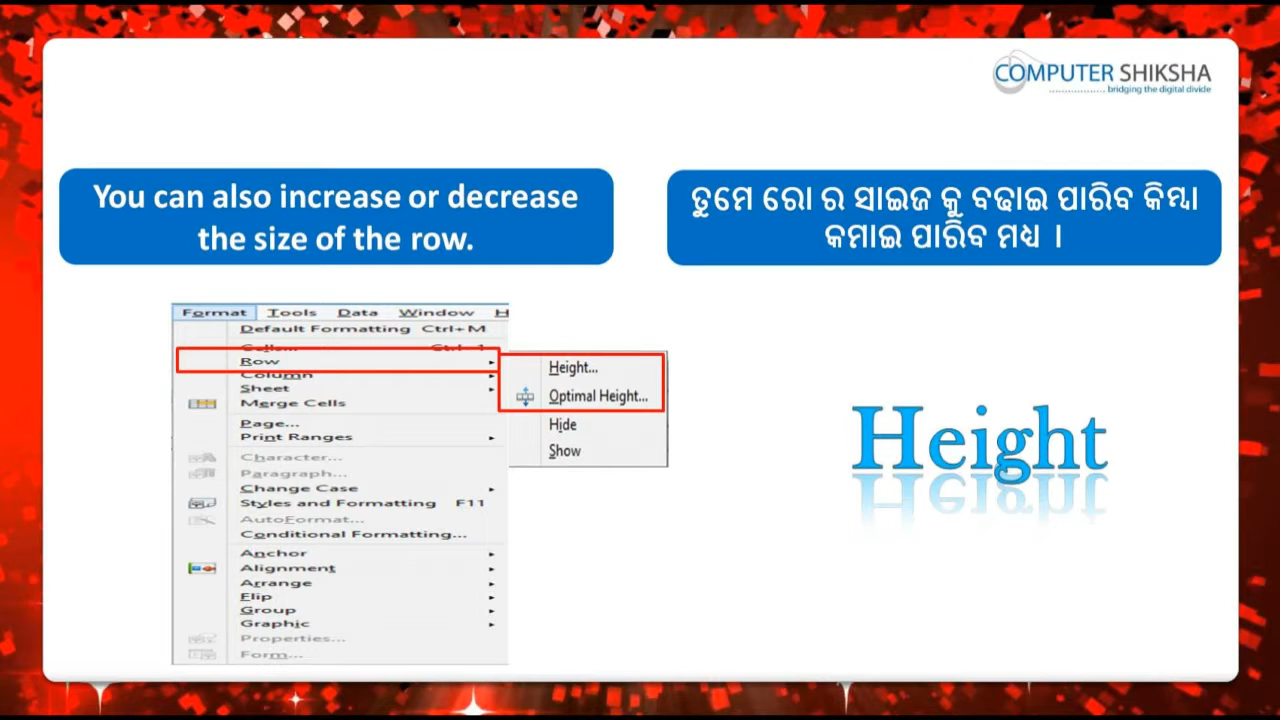 COMPUTER SHIKSHA
bridging the digital divide
You can also increase or decrease
the size of the row.
ତୁମେ ରୋ ର ସାଇଜ କୁ ବଢାଇ ପାରିବ କିମ୍ବା
କମାଇ ପାରିବ ମଧ୍ୟ ।
Format Tools Data Window H
Default Formatting Ctrl+M
Cells... Ctrl+1
Row
Column
Sheet
Merge Cells
Page...
Print Ranges
Character...
Paragraph...
Change Case
Styles and Formatting F11
AutoFormat...
Conditional Formatting...
Anchor
Alignment
Arrange
Flip
Group
Graphic
Properties...
Form...
Height...
Optimal Height...
Hide
Show
Height